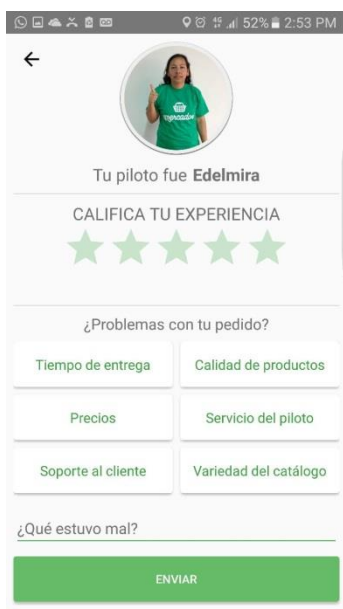 52% 2:53 PM
mercadoni
Tu piloto fue Edelmira
CALIFICA TU EXPERIENCIA
¿Problemas con tu pedido?
Tiempo de entrega
Calidad de productos
Precios
Servicio del piloto
Soporte al cliente
Variedad del catálogo
¿Qué estuvo mal?
ENVIAR